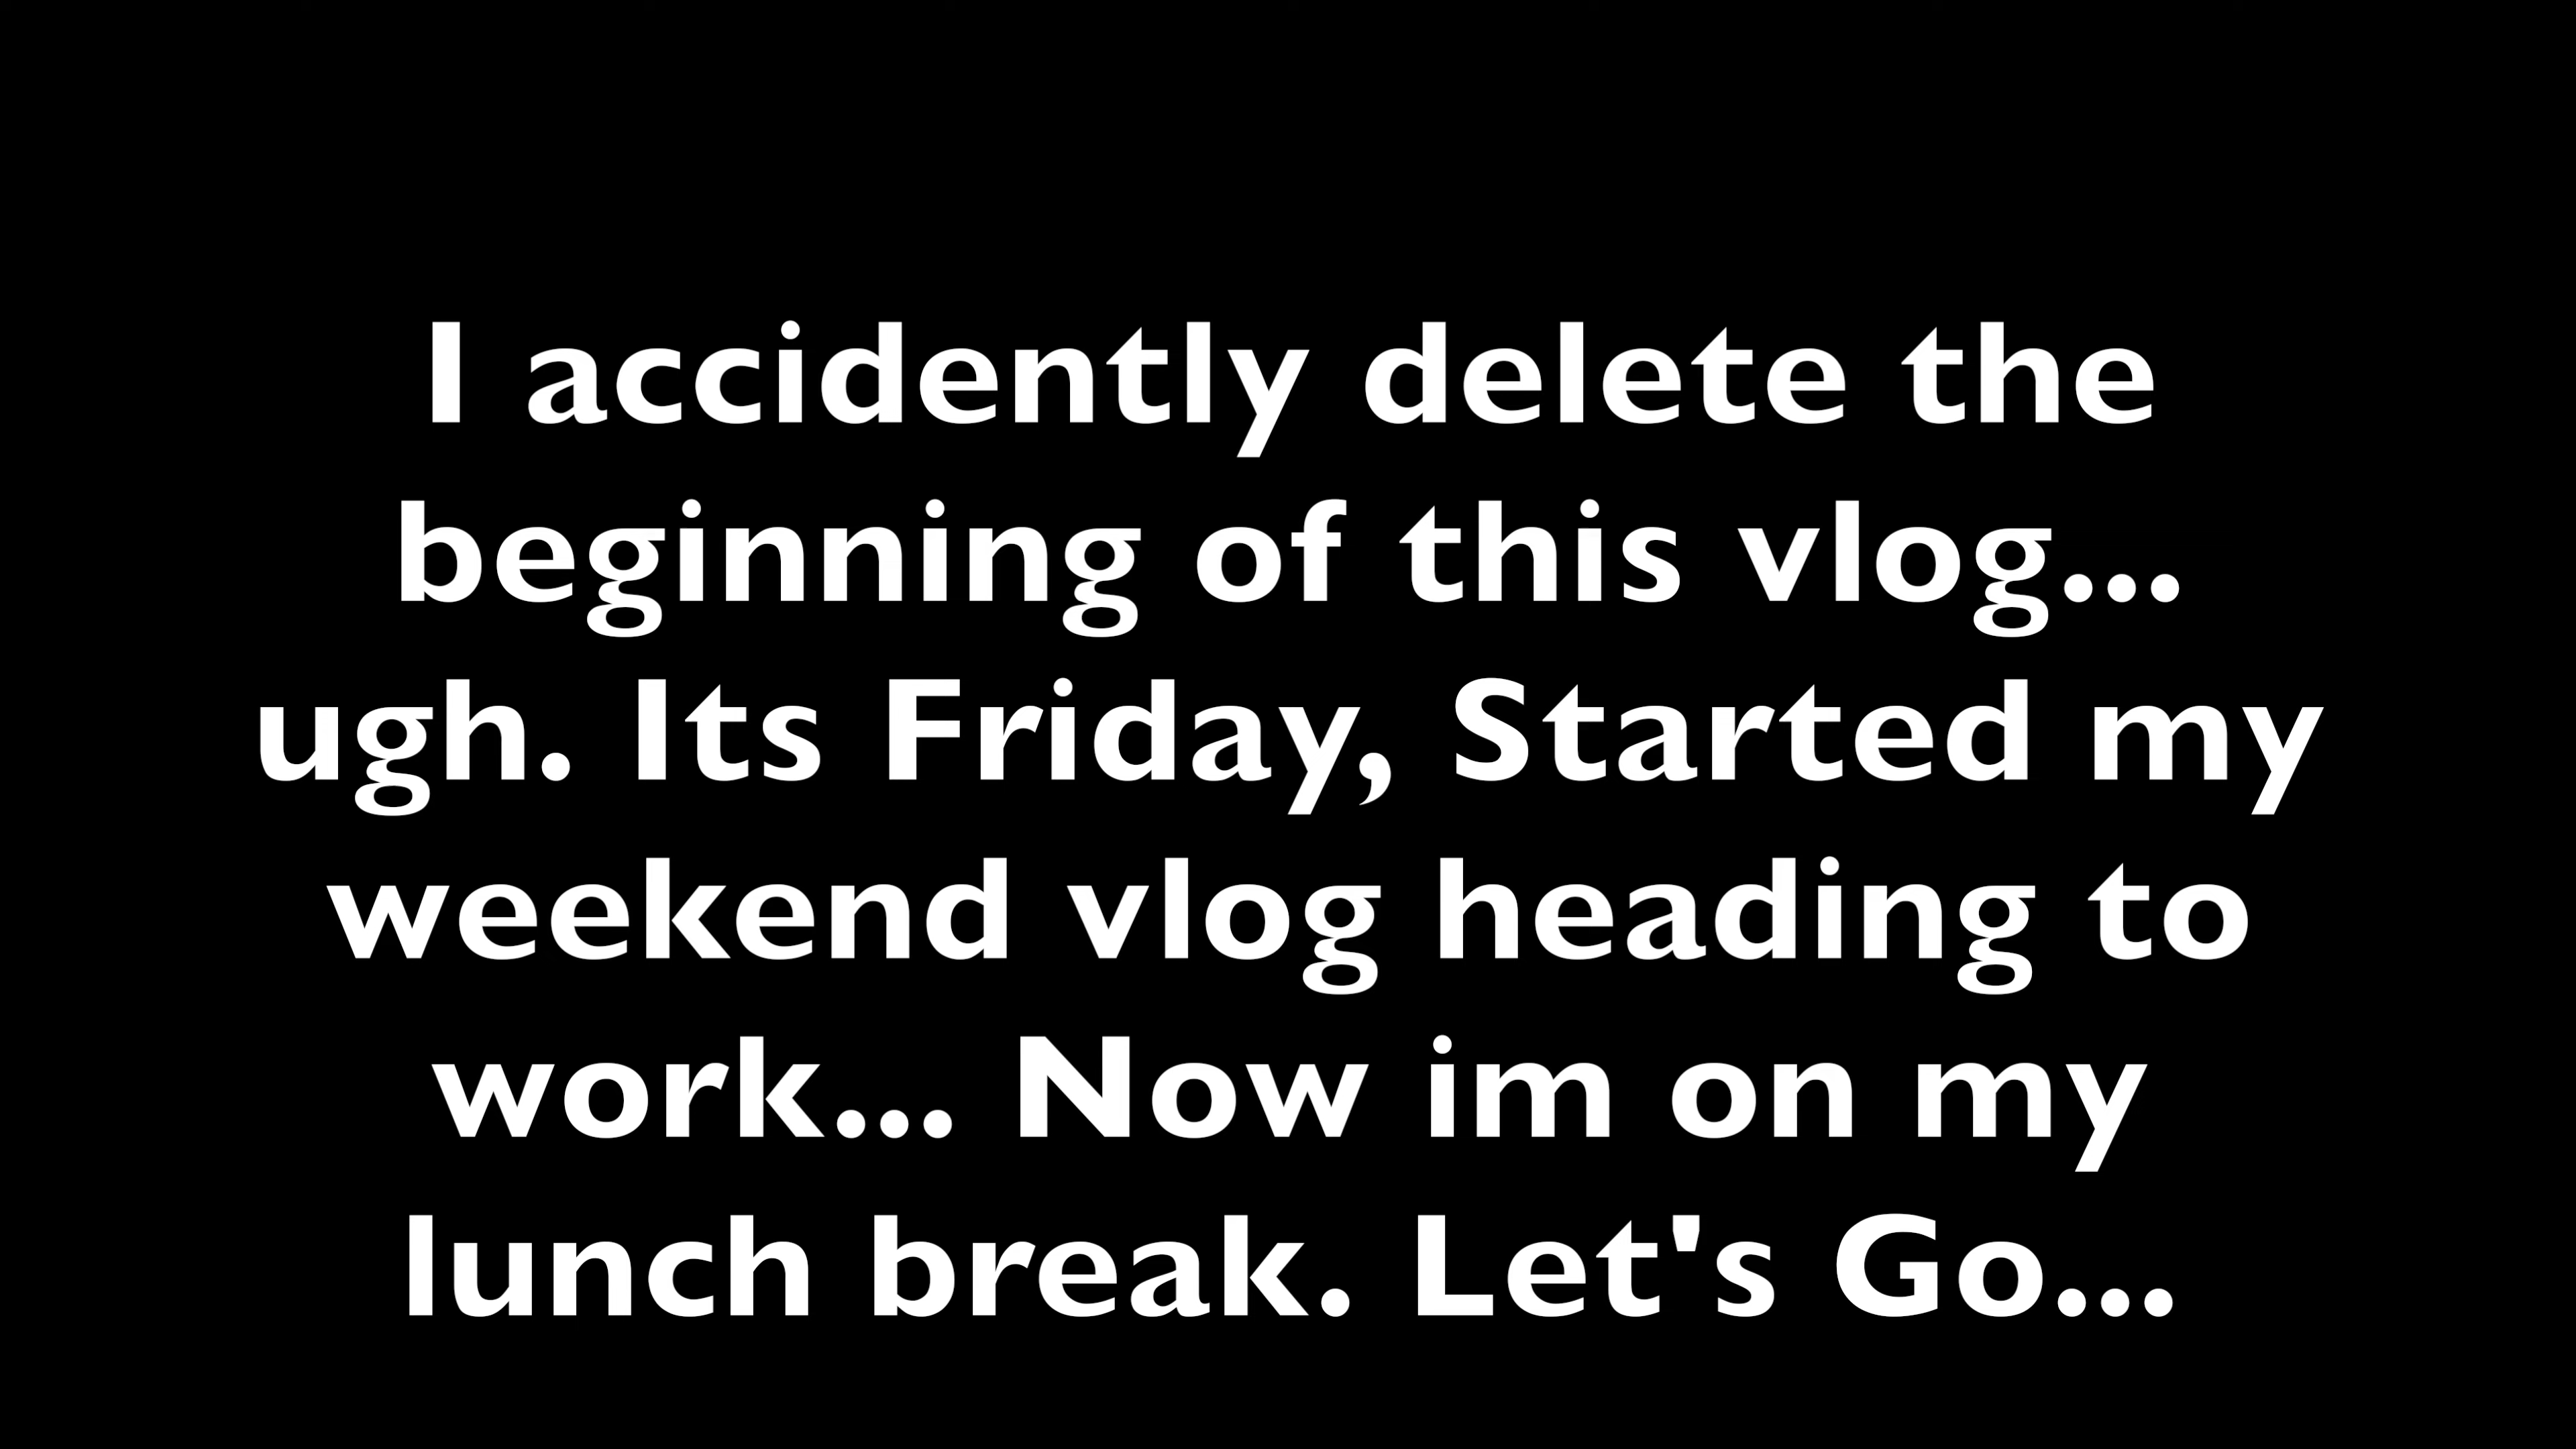 I accidently delete the
beginning of this vlog...
ugh. Its Friday, Started my
weekend vlog heading to
work... Now im on my
lunch break. Let's Go...